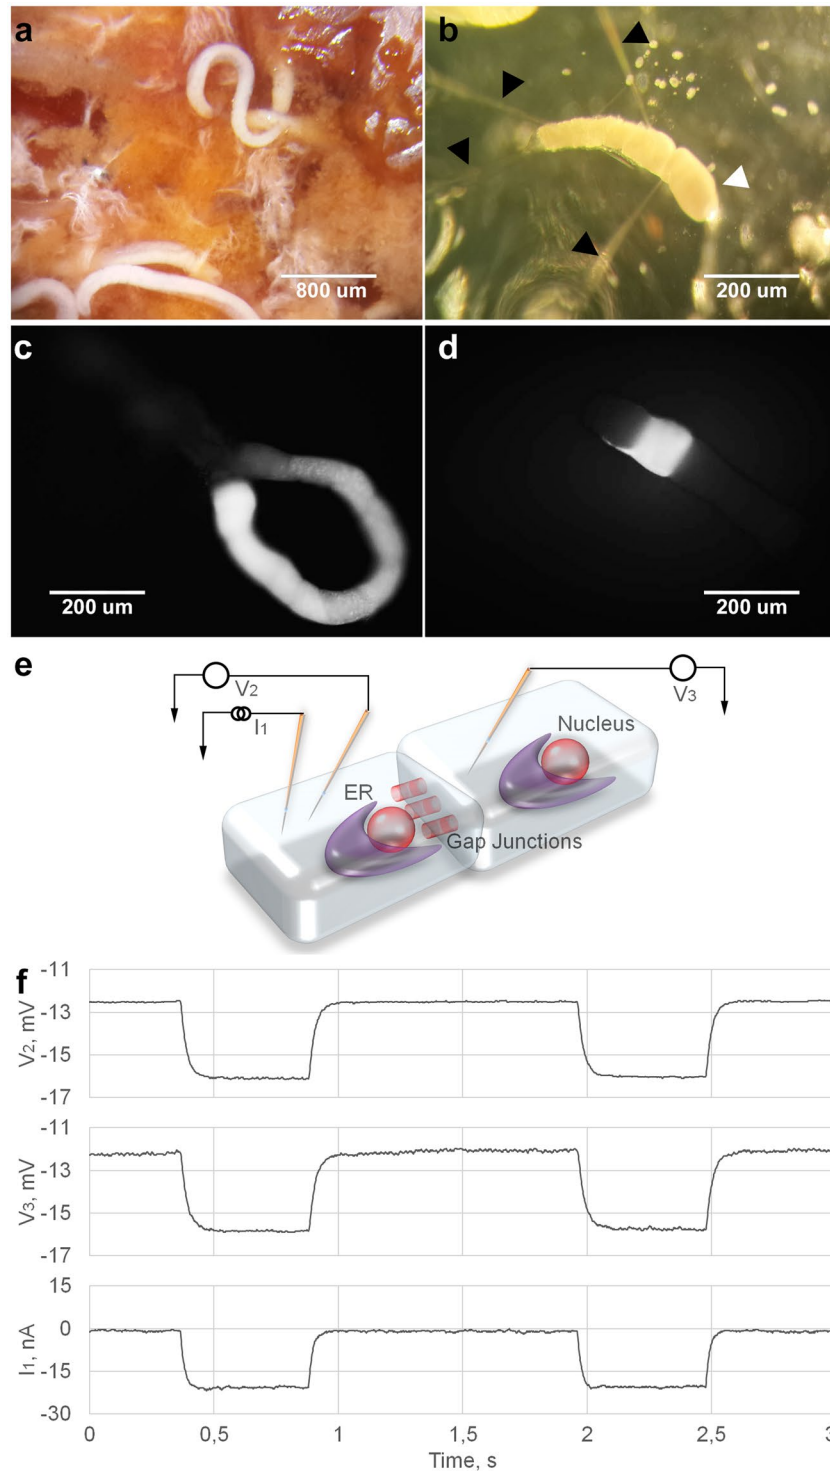 a
b
800 um
200 um
c
d
200 um
200 um
e
V2
I1
V3
Nucleus
ER
Gap Junctions
f
-11
-13
-15
-17
V2, mV
-11
-13
-15
-17
V3, mV
15
0
-15
-30
I1, nA
0 0,5 1 1,5 2 2,5 3
Time, s